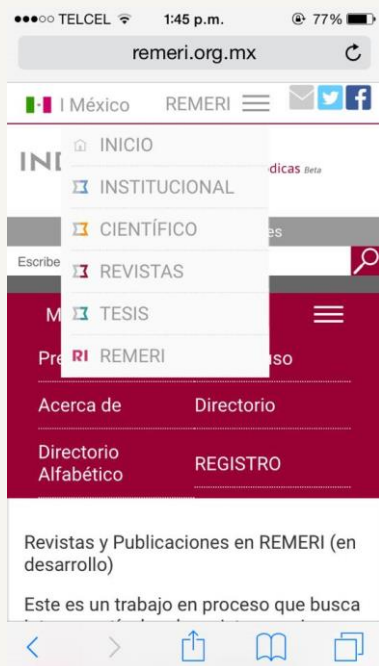 TELCEL 1:45 p.m. 77%
remeri.org.mx
I México REMERI
INICIO
IND dicas Beta
INSTITUCIONAL
CIENTÍFICO es
Escribe
REVISTAS
M TESIS
RI REMERI
Pre uso
Acerca de Directorio
Directorio
Alfabético REGISTRO
Revistas y Publicaciones en REMERI (en
desarrollo)
Este es un trabajo en proceso que busca